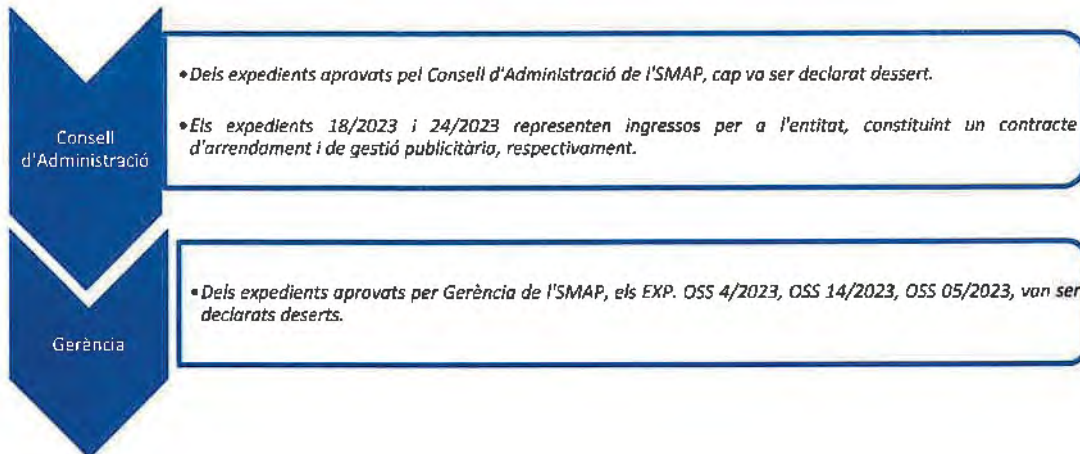 Consell
d'Administració
•Dels expedients aprovats pel Consell d'Administració de l'SMAP, cap va ser declarat dessert.
•Els expedients 18/2023 i 24/2023 representen ingressos per a l'entitat, constituint un contracte
d'arrendament i de gestió publicitària, respectivament.
Gerència
•Dels expedients aprovats per Gerència de l'SMAP, els EXP. OSS 4/2023, OSS 14/2023, OSS 05/2023, van ser
declarats deserts.